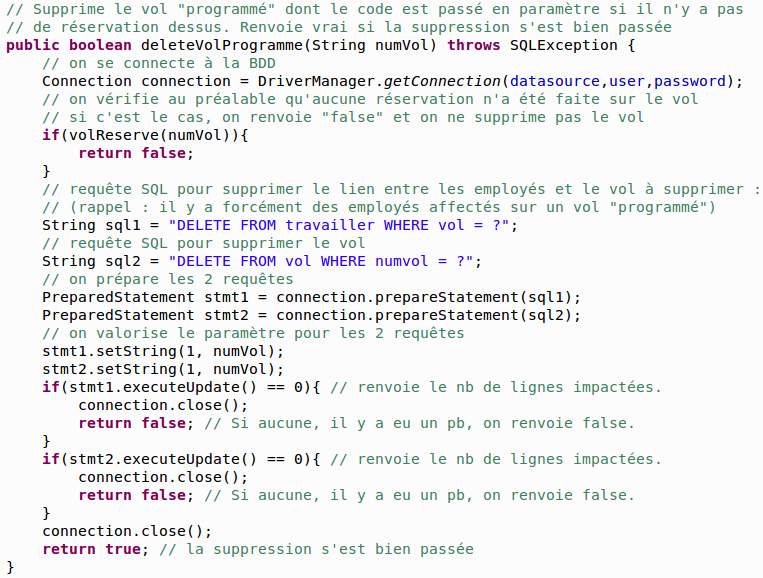 // Supprime le vol "programmé" dont le code est passé en paramètre si il n'y a pas
// de réservation dessus. Renvoie vrai si la suppression s'est bien passée
public boolean deleteVolProgramme(String numVol) throws SQLException {
    // on se connecte à la BDD
    Connection connection = DriverManager.getConnection(datasource,user,password);
    // on vérifie au préalable qu'aucune réservation n'a été faite sur le vol
    // si c'est le cas, on renvoie "false" et on ne supprime pas le vol
    if(volReserve(numVol)){
        return false;
    }
    // requête SQL pour supprimer le lien entre les employés et le vol à supprimer :
    // (rappel : il y a forcément des employés affectés sur un vol "programmé")
    String sql1 = "DELETE FROM travailler WHERE vol = ?";
    // requête SQL pour supprimer le vol
    String sql2 = "DELETE FROM vol WHERE numvol = ?";
    // on prépare les 2 requêtes
    PreparedStatement stmt1 = connection.prepareStatement(sql1);
    PreparedStatement stmt2 = connection.prepareStatement(sql2);
    // on valorise le paramètre pour les 2 requêtes
    stmt1.setString(1, numVol);
    stmt2.setString(1, numVol);
    if(stmt1.executeUpdate() == 0){ // renvoie le nb de lignes impactées.
        connection.close();
        return false; // Si aucune, il y a eu un pb, on renvoie false.
    }
    if(stmt2.executeUpdate() == 0){ // renvoie le nb de lignes impactées.
        connection.close();
        return false; // Si aucune, il y a eu un pb, on renvoie false.
    }
    connection.close();
    return true; // la suppression s'est bien passée
}